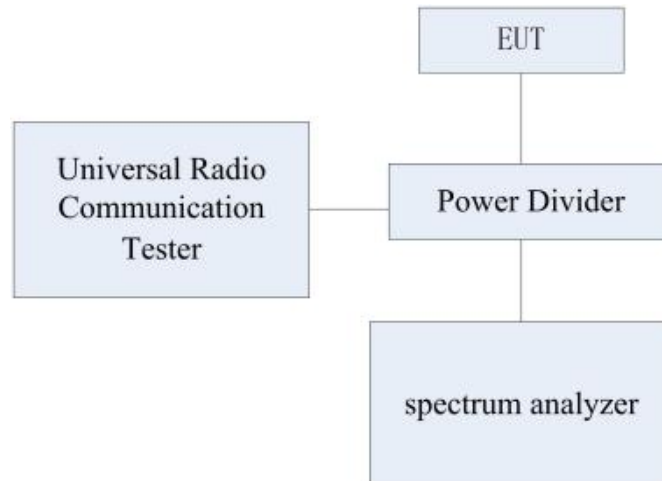 EUT
Universal Radio
Communication
Tester
Power Divider
spectrum analyzer